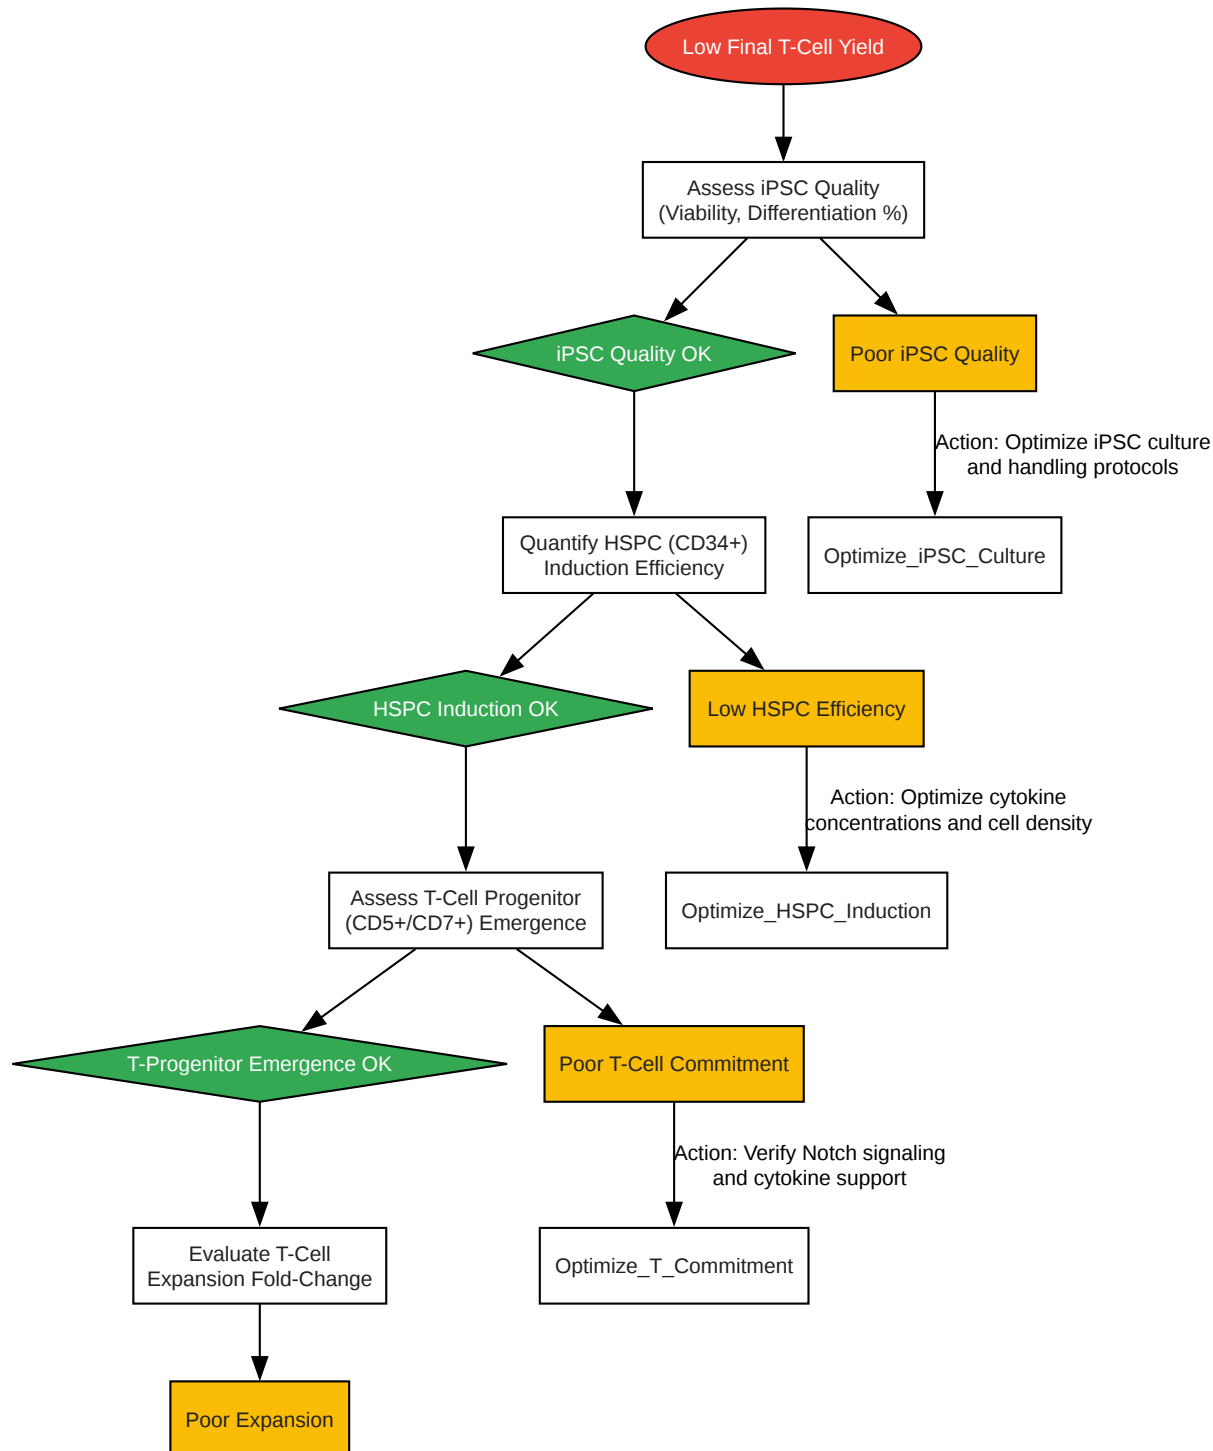 Low Final T-Cell Yield
Assess iPSC Quality
(Viability, Differentiation %)
iPSC Quality OK
Poor iPSC Quality
Action: Optimize iPSC culture
and handling protocols
Quantify HSPC (CD34+)
Induction Efficiency
Optimize_iPSC_Culture
HSPC Induction OK
Low HSPC Efficiency
Action: Optimize cytokine
concentrations and cell density
Assess T-Cell Progenitor
(CD5+/CD7+) Emergence
Optimize_HSPC_Induction
T-Progenitor Emergence OK
Poor T-Cell Commitment
Action: Verify Notch signaling
and cytokine support
Evaluate T-Cell
Expansion Fold-Change
Optimize_T_Commitment
Poor Expansion